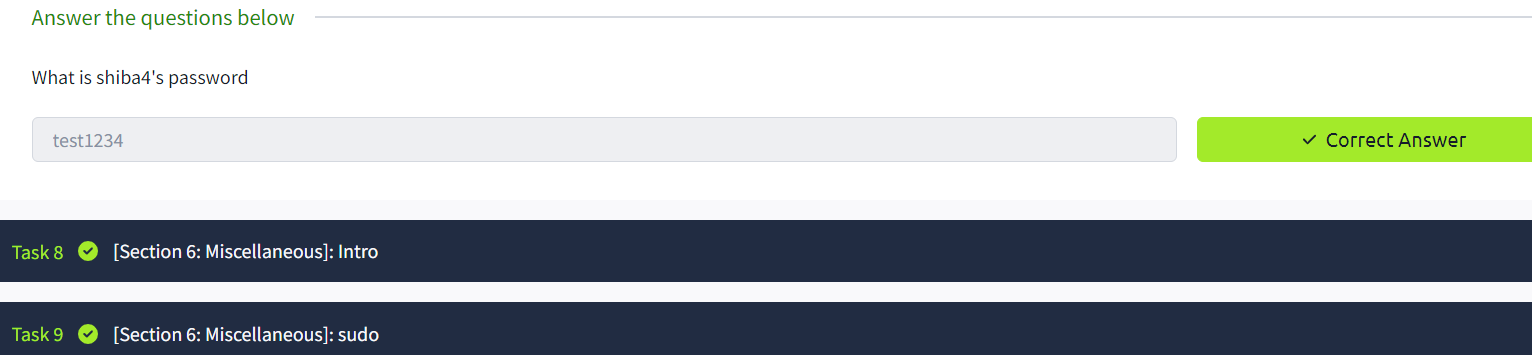 Answer the questions below
What is shiba4's password
test1234
Correct Answer
Task 8 [Section 6: Miscellaneous]: Intro
Task 9 [Section 6: Miscellaneous]: sudo